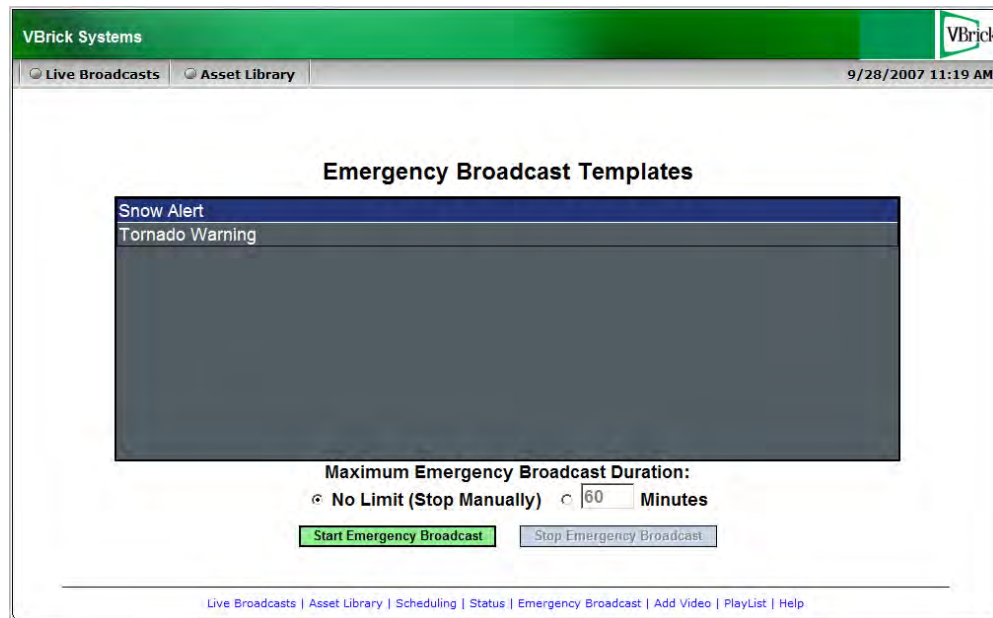 VBrick Systems
VBrick
Live Broadcasts Asset Library 9/28/2007 11:19 AM
Emergency Broadcast Templates
Snow Alert
Tornado Warning
Maximum Emergency Broadcast Duration:
No Limit (Stop Manually) 60 Minutes
Start Emergency Broadcast Stop Emergency Broadcast
Live Broadcasts | Asset Library | Scheduling | Status | Emergency Broadcast | Add Video | PlayList | Help